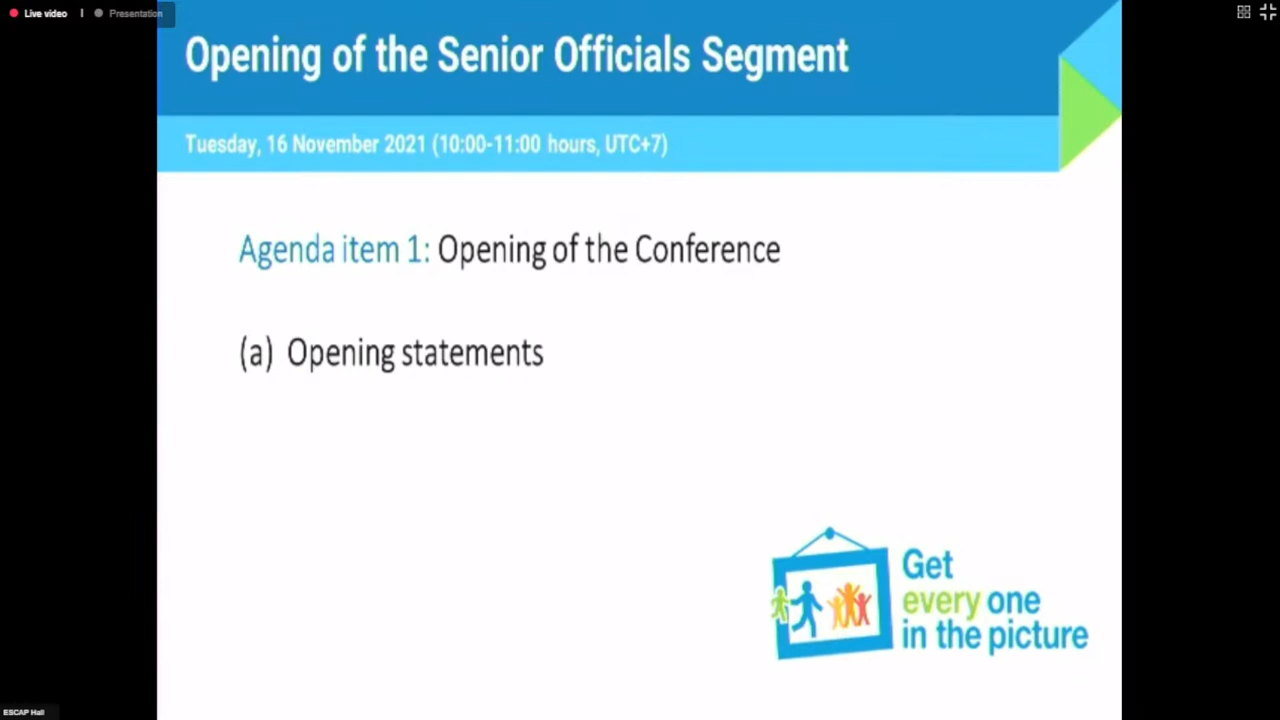 Live video | Presentation
Opening of the Senior Officials Segment
Tuesday, 16 November 2021 (10:00-11:00 hours, UTC+7)
Agenda item 1: Opening of the Conference
(a) Opening statements
Get
every one
in the picture
ESCAP Hall